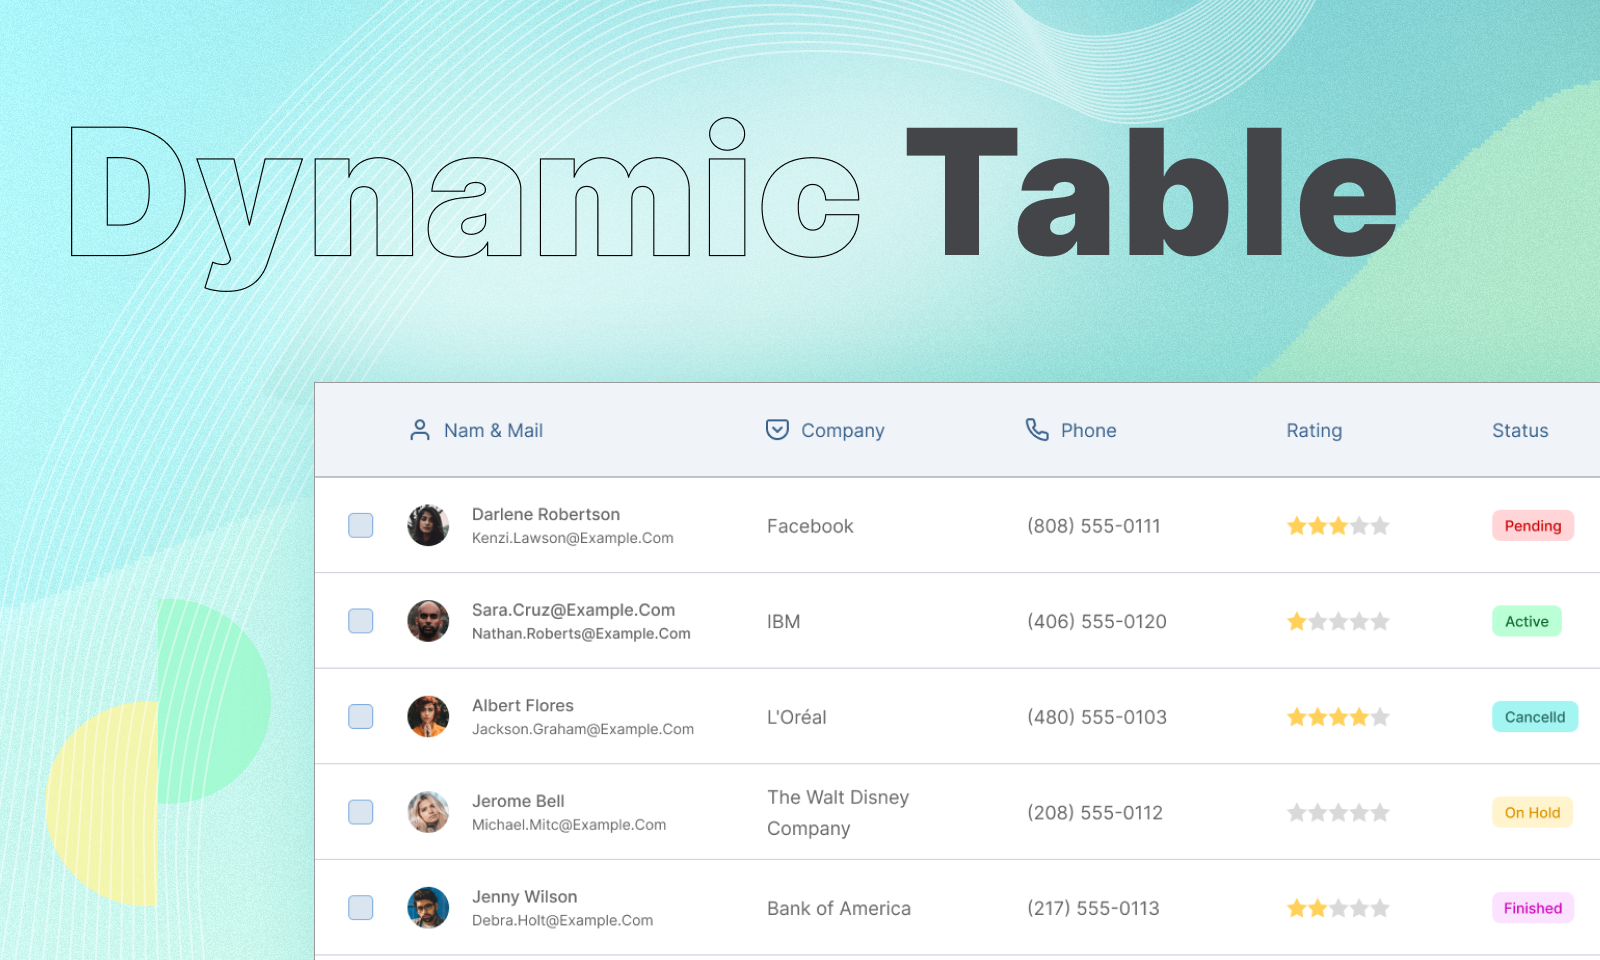 Dynamic Table
Nam & Mail Company Phone Rating Status
Darlene Robertson
Kenzi.Lawson@Example.Com
Facebook (808) 555-0111 Pending
Sara.Cruz@Example.Com
Nathan.Roberts@Example.Com
IBM (406) 555-0120 Active
Albert Flores
Jackson.Graham@Example.Com
L'Oréal (480) 555-0103 Cancelld
Jerome Bell
Michael.Mitc@Example.Com
The Walt Disney
Company
(208) 555-0112 On Hold
Jenny Wilson
Debra.Holt@Example.Com
Bank of America (217) 555-0113 Finished